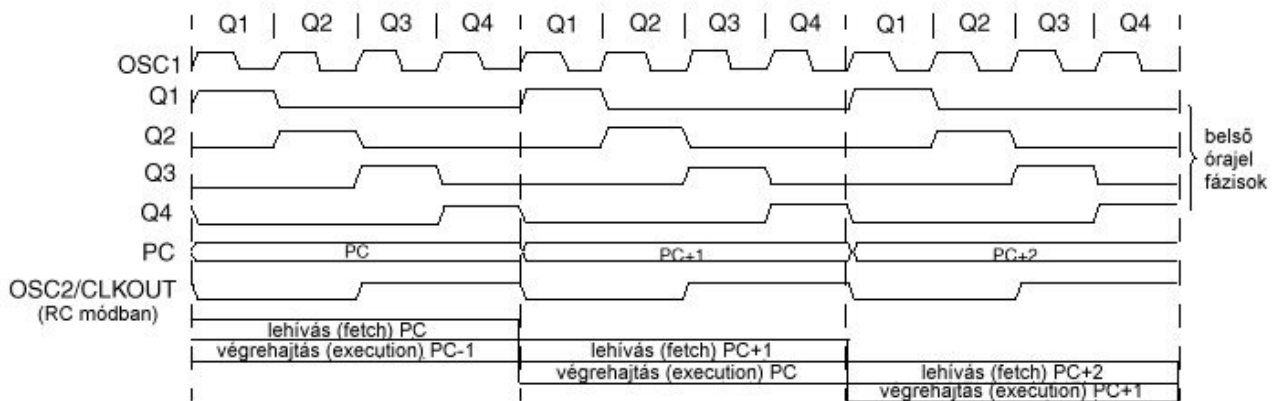 Q1 | Q2 | Q3 | Q4 | Q1 | Q2 | Q3 | Q4 | Q1 | Q2 | Q3 | Q4
OSC1
Q1
Q2
Q3
Q4
belső
órajel
fázisok
PC PC PC+1 PC+2
OSC2/CLKOUT
(RC módban)
lehívás (fetch) PC
végrehajtás (execution) PC-1 lehívás (fetch) PC+1
végrehajtás (execution) PC lehívás (fetch) PC+2
végrehajtás (execution) PC+1